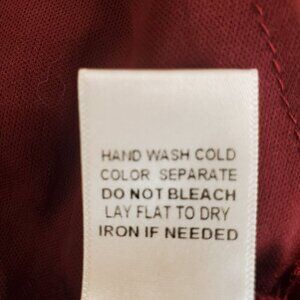 HAND WASH COLD
COLOR SEPARATE
DO NOT BLEACH
LAY FLAT TO DRY
IRON IF NEEDED